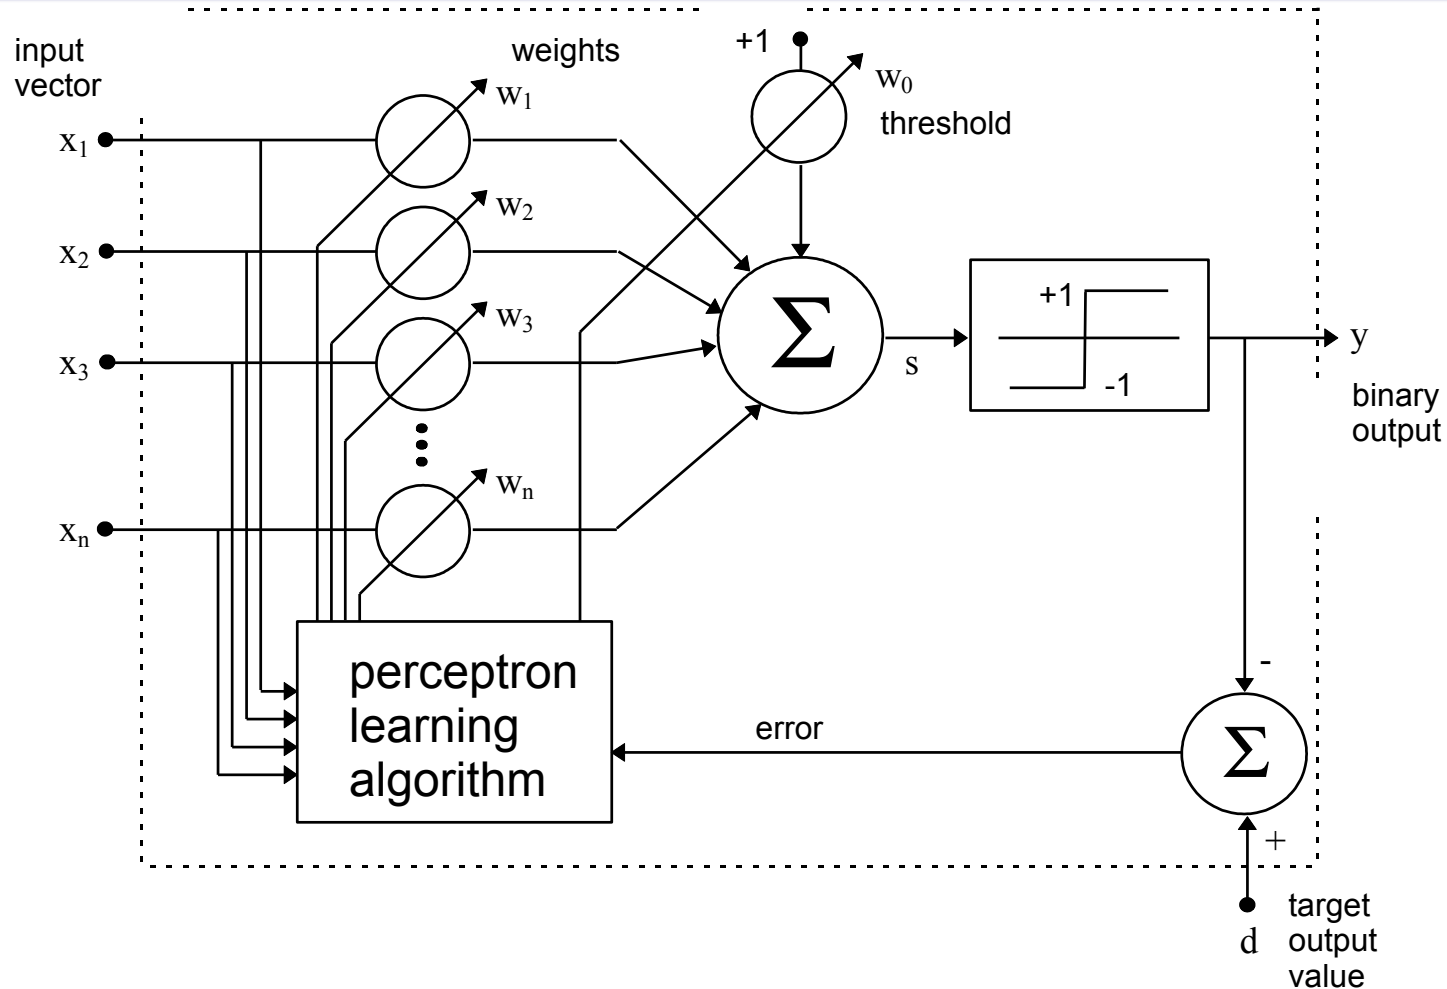 input
vector
weights
+1
w₀
threshold
x₁
w₁
x₂
w₂
x₃
w₃
xₙ
wₙ
Σ
s
+1
-1
y
binary
output
perceptron
learning
algorithm
error
-
Σ
+
d
target
output
value